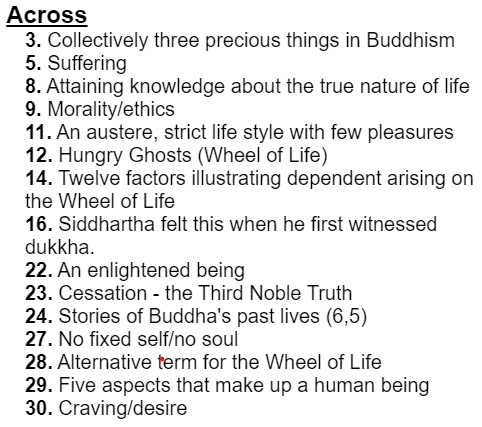 Across
3. Collectively three precious things in Buddhism
5. Suffering
8. Attaining knowledge about the true nature of life
9. Morality/ethics
11. An austere, strict life style with few pleasures
12. Hungry Ghosts (Wheel of Life)
14. Twelve factors illustrating dependent arising on
the Wheel of Life
16. Siddhartha felt this when he first witnessed
dukkha.
22. An enlightened being
23. Cessation - the Third Noble Truth
24. Stories of Buddha's past lives (6,5)
27. No fixed self/no soul
28. Alternative term for the Wheel of Life
29. Five aspects that make up a human being
30. Craving/desire